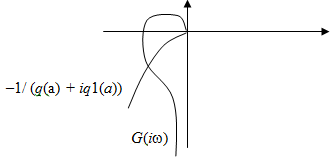 –1/ (q(a) + iq1(a))
G(iω)